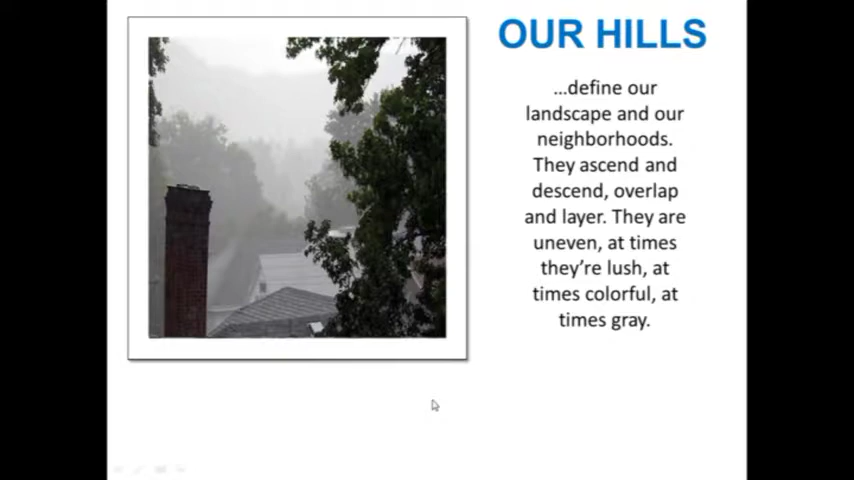 OUR HILLS
…define our
landscape and our
neighborhoods.
They ascend and
descend, overlap
and layer. They are
uneven, at times
they’re lush, at
times colorful, at
times gray.